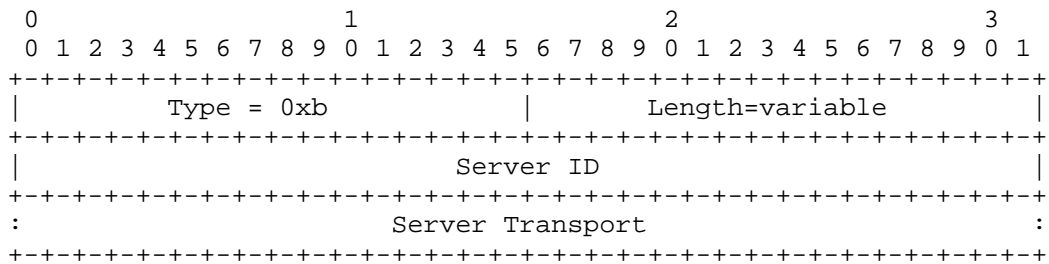 0                   1                   2                   3
 0 1 2 3 4 5 6 7 8 9 0 1 2 3 4 5 6 7 8 9 0 1 2 3 4 5 6 7 8 9 0 1
+-+-+-+-+-+-+-+-+-+-+-+-+-+-+-+-+-+-+-+-+-+-+-+-+-+-+-+-+-+-+-+-+
|         Type = 0xb            |       Length=variable         |
+-+-+-+-+-+-+-+-+-+-+-+-+-+-+-+-+-+-+-+-+-+-+-+-+-+-+-+-+-+-+-+-+
|                           Server ID                           |
+-+-+-+-+-+-+-+-+-+-+-+-+-+-+-+-+-+-+-+-+-+-+-+-+-+-+-+-+-+-+-+-+
:                       Server Transport                        :
+-+-+-+-+-+-+-+-+-+-+-+-+-+-+-+-+-+-+-+-+-+-+-+-+-+-+-+-+-+-+-+-+